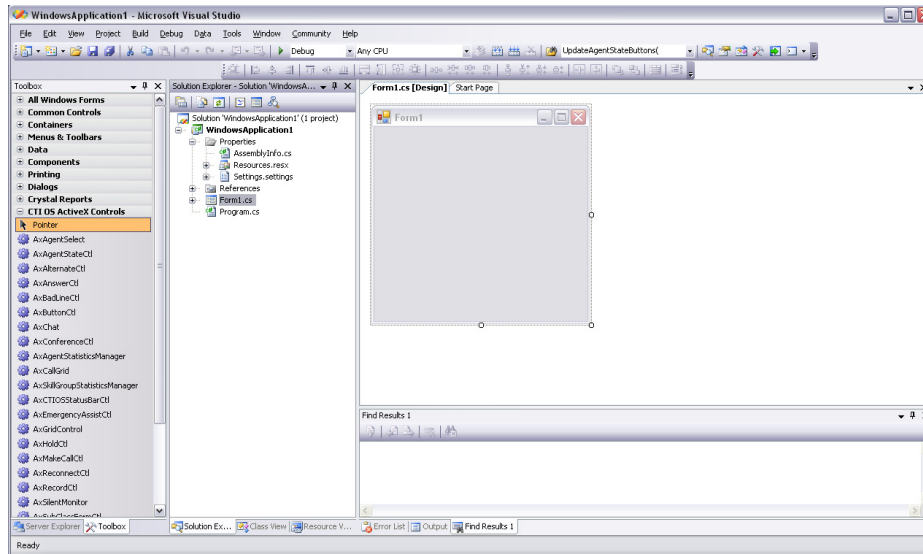 WindowsApplication1 - Microsoft Visual Studio
File Edit View Project Build Debug Data Tools Window Community Help
Debug Any CPU UpdateAgentStateButtons(
Toolbox
All Windows Forms
Common Controls
Containers
Menus & Toolbars
Data
Components
Printing
Dialogs
Crystal Reports
CTI OS ActiveX Controls
Pointer
AxAgentSelect
AxAgentStateCtl
AxAlternateCtl
AxAnswerCtl
AxBadLineCtl
AxButtonCtl
AxChat
AxConferenceCtl
AxAgentStatisticsManager
AxCallGrid
AxSkillGroupStatisticsManager
AxCTIOSStatusBarCtl
AxEmergencyAssistCtl
AxGridControl
AxHoldCtl
AxMakeCallCtl
AxReconnectCtl
AxRecordCtl
AxSilentMonitor
AxSubClassFormCtl
Server Explorer Toolbox
Solution Explorer - Solution 'WindowsA...
Solution 'WindowsApplication1' (1 project)
WindowsApplication1
Properties
AssemblyInfo.cs
Resources.resx
Settings.settings
References
Form1.cs
Program.cs
Solution Ex... Class View Resource V...
Form1.cs [Design] Start Page
Form1
Find Results 1
Error List Output Find Results 1
Ready